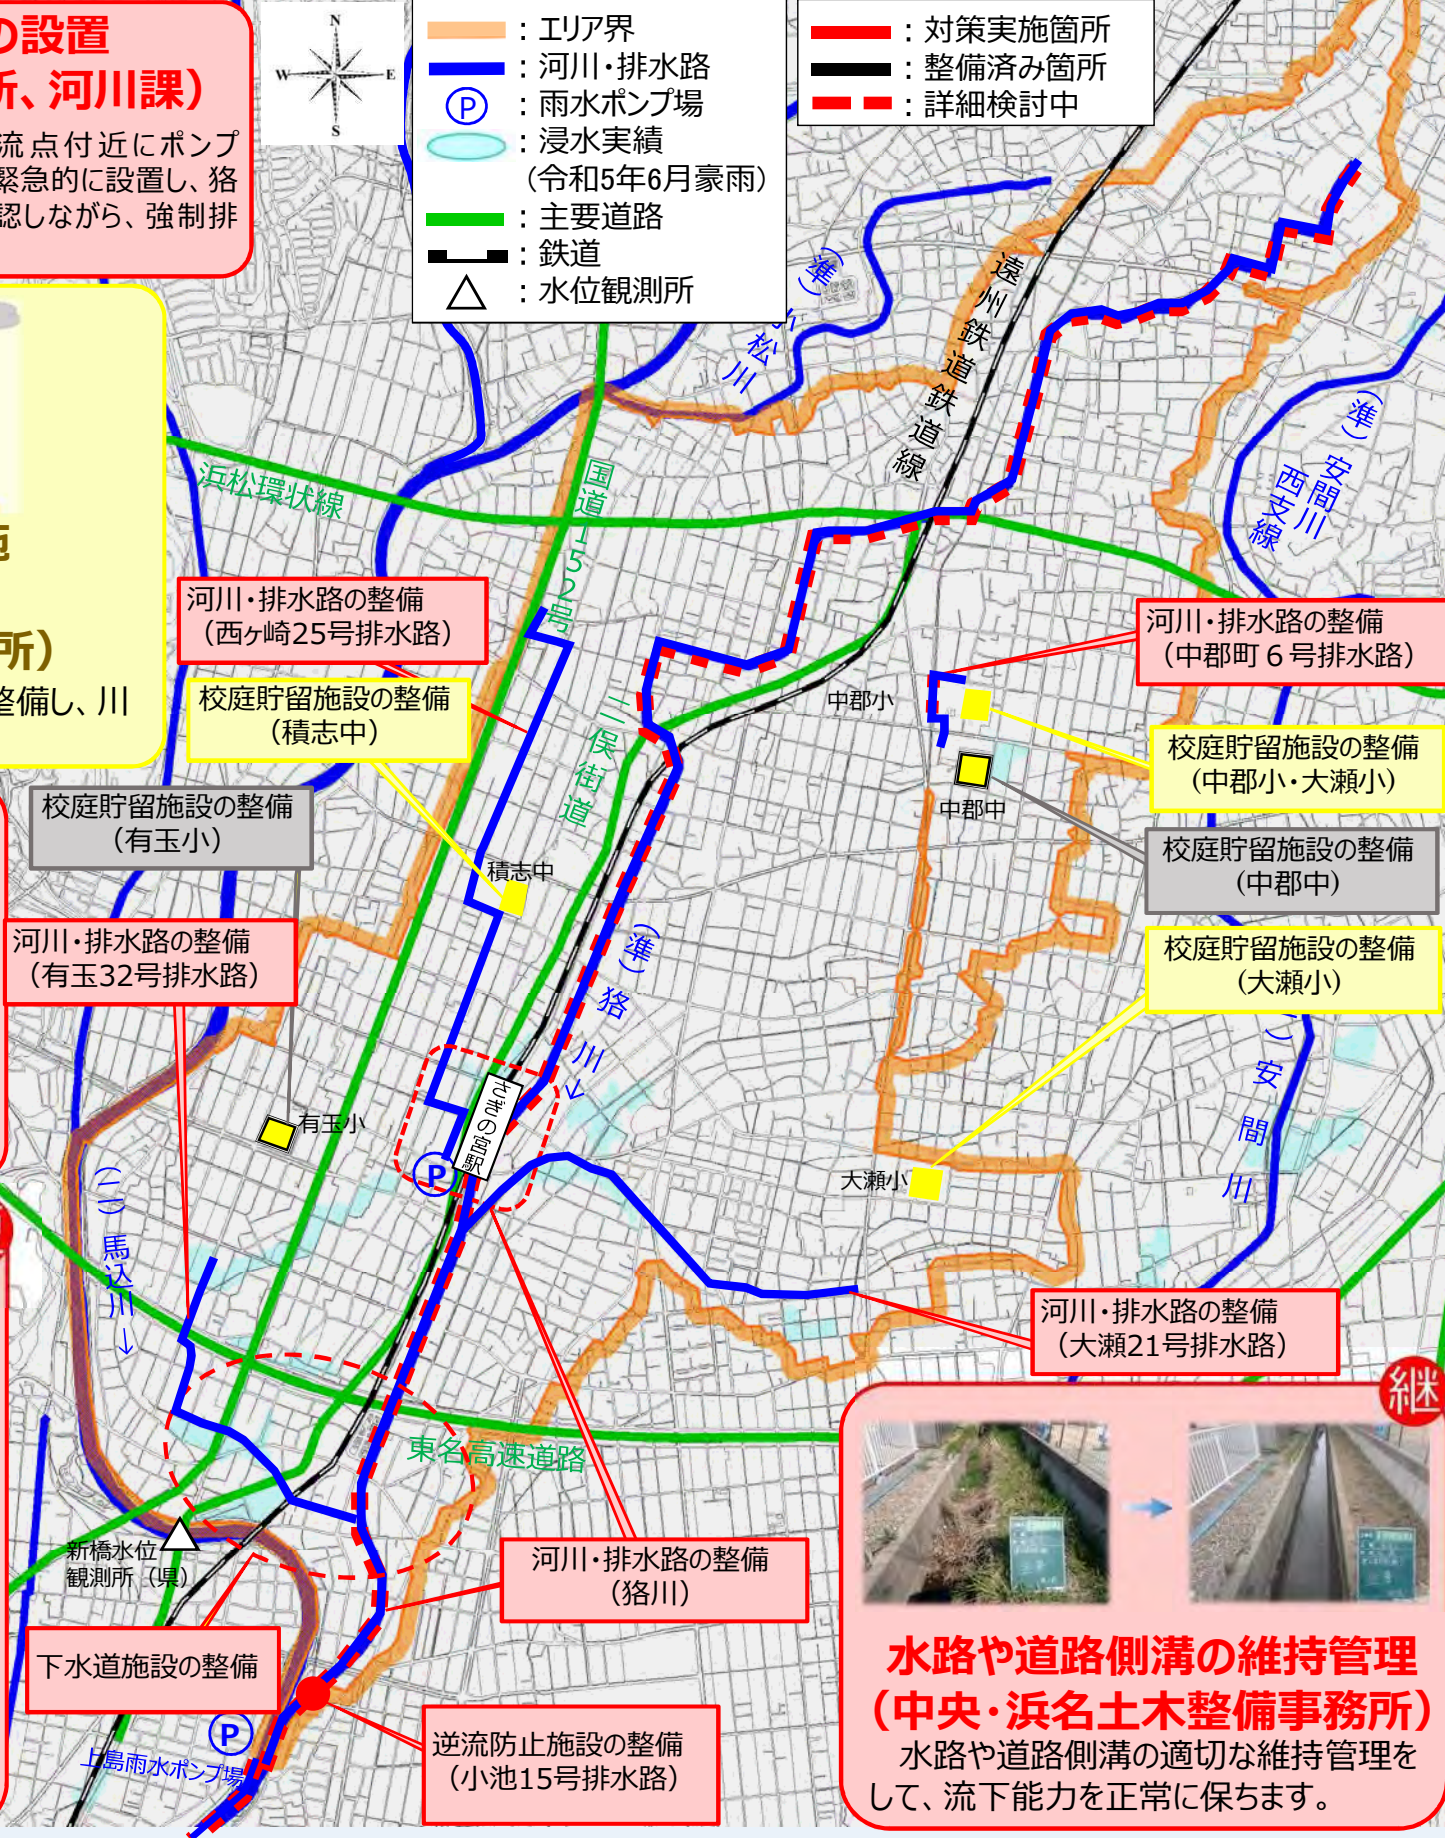 の設置
所、河川課）
流点付近にポンプ
緊急的に設置し、狢
認しながら、強制排
N
W
E
S
：エリア界
：河川・排水路
P
：雨水ポンプ場
：浸水実績
（令和5年6月豪雨）
：主要道路
：鉄道
：水位観測所
：対策実施箇所
：整備済み箇所
：詳細検討中
（準）小松川
遠州鉄道鉄道線
（準）安間川
西支線
浜松環状線
国道152号
施
所）
整備し、川
河川・排水路の整備
（西ヶ崎25号排水路）
校庭貯留施設の整備
（積志中）
河川・排水路の整備
（中郡町６号排水路）
中郡小
二俣街道
校庭貯留施設の整備
（中郡小・大瀬小）
校庭貯留施設の整備
（有玉小）
中郡中
校庭貯留施設の整備
（中郡中）
積志中
河川・排水路の整備
（有玉32号排水路）
（準）狢川→
校庭貯留施設の整備
（大瀬小）
安間川
さぎの宮駅
有玉小
P
大瀬小
（二）馬込川→
河川・排水路の整備
（大瀬21号排水路）
継
東名高速道路
新橋水位
観測所（県）
河川・排水路の整備
（狢川）
下水道施設の整備
P
上島雨水ポンプ場
逆流防止施設の整備
（小池15号排水路）
水路や道路側溝の維持管理
（中央・浜名土木整備事務所）
水路や道路側溝の適切な維持管理を
して、流下能力を正常に保ちます。